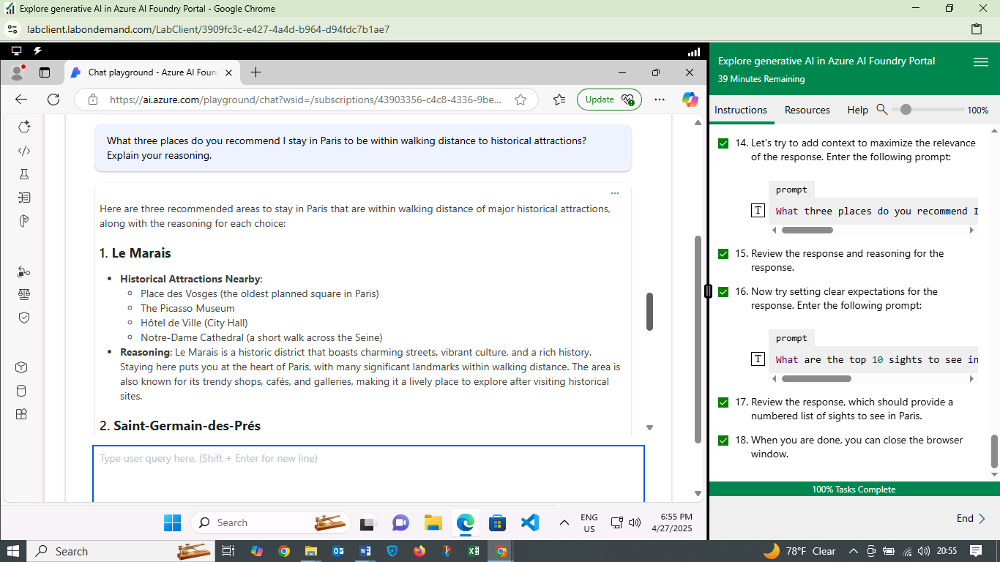 Explore generative AI in Azure AI Foundry Portal - Google Chrome
labclient.labondemand.com/LabClient/3909fc3c-e427-4a4d-b964-d94fdc7b1ae7
Chat playground - Azure AI Foun
https://ai.azure.com/playground/chat?wsid=/subscriptions/43903356-c4c8-4336-9be...
Update
What three places do you recommend I stay in Paris to be within walking distance to historical attractions?
Explain your reasoning.
Here are three recommended areas to stay in Paris that are within walking distance of major historical attractions,
along with the reasoning for each choice:
1. Le Marais
• Historical Attractions Nearby:
Place des Vosges (the oldest planned square in Paris)
The Picasso Museum
Hôtel de Ville (City Hall)
Notre-Dame Cathedral (a short walk across the Seine)
• Reasoning: Le Marais is a historic district that boasts charming streets, vibrant culture, and a rich history.
Staying here puts you at the heart of Paris, with many significant landmarks within walking distance. The area is
also known for its trendy shops, cafés, and galleries, making it a lively place to explore after visiting historical
sites.
2. Saint-Germain-des-Prés
Type user query here. (Shift + Enter for new line)
Search
ENG
US
6:55 PM
4/27/2025
Explore generative AI in Azure AI Foundry Portal
39 Minutes Remaining
Instructions
Resources
Help
100%
14. Let's try to add context to maximize the relevance
of the response. Enter the following prompt:
prompt
T
What three places do you recommend I
15. Review the response and reasoning for the
response.
16. Now try setting clear expectations for the
response. Enter the following prompt:
prompt
T
What are the top 10 sights to see in
17. Review the response, which should provide a
numbered list of sights to see in Paris.
18. When you are done, you can close the browser
window.
100% Tasks Complete
End
Search
78°F Clear
20:55